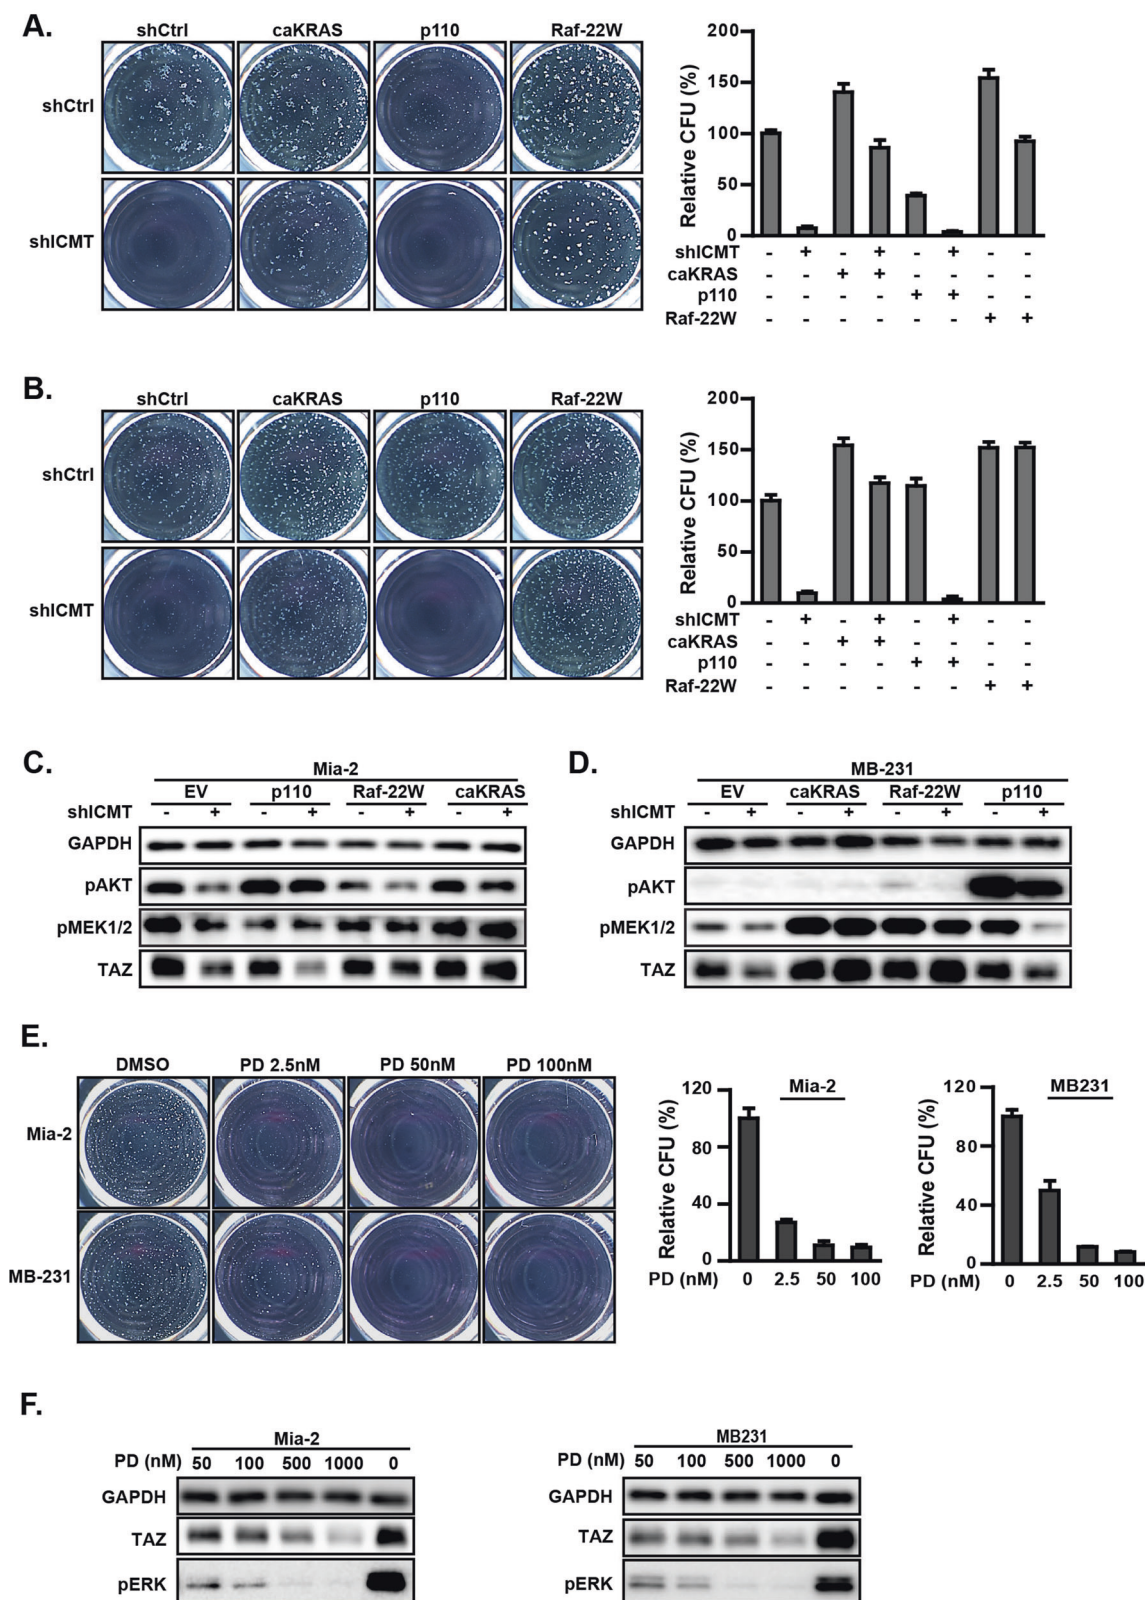 A.
shCtrl caKRAS p110 Raf-22W
shCtrl
shICMT
200
150
100
50
0
Relative CFU (%)
shICMT - + - + - + - -
caKRAS - - + + - - - -
p110 - - - - + + - -
Raf-22W - - - - - - + +
B.
shCtrl caKRAS p110 Raf-22W
shCtrl
shICMT
200
150
100
50
0
Relative CFU (%)
shICMT - + - + - + - -
caKRAS - - + + - - - -
p110 - - - - + + - -
Raf-22W - - - - - - + +
C.
Mia-2
EV p110 Raf-22W caKRAS
shICMT - + - + - + - +
GAPDH
pAKT
pMEK1/2
TAZ
D.
MB-231
EV caKRAS Raf-22W p110
shICMT - + - + - + - +
GAPDH
pAKT
pMEK1/2
TAZ
E.
DMSO PD 2.5nM PD 50nM PD 100nM
Mia-2
MB-231
Mia-2
120
80
40
0
Relative CFU (%)
PD (nM) 0 2.5 50 100
MB231
120
80
40
0
Relative CFU (%)
PD (nM) 0 2.5 50 100
F.
Mia-2
PD (nM) 50 100 500 1000 0
GAPDH
TAZ
pERK
MB231
PD (nM) 50 100 500 1000 0
GAPDH
TAZ
pERK